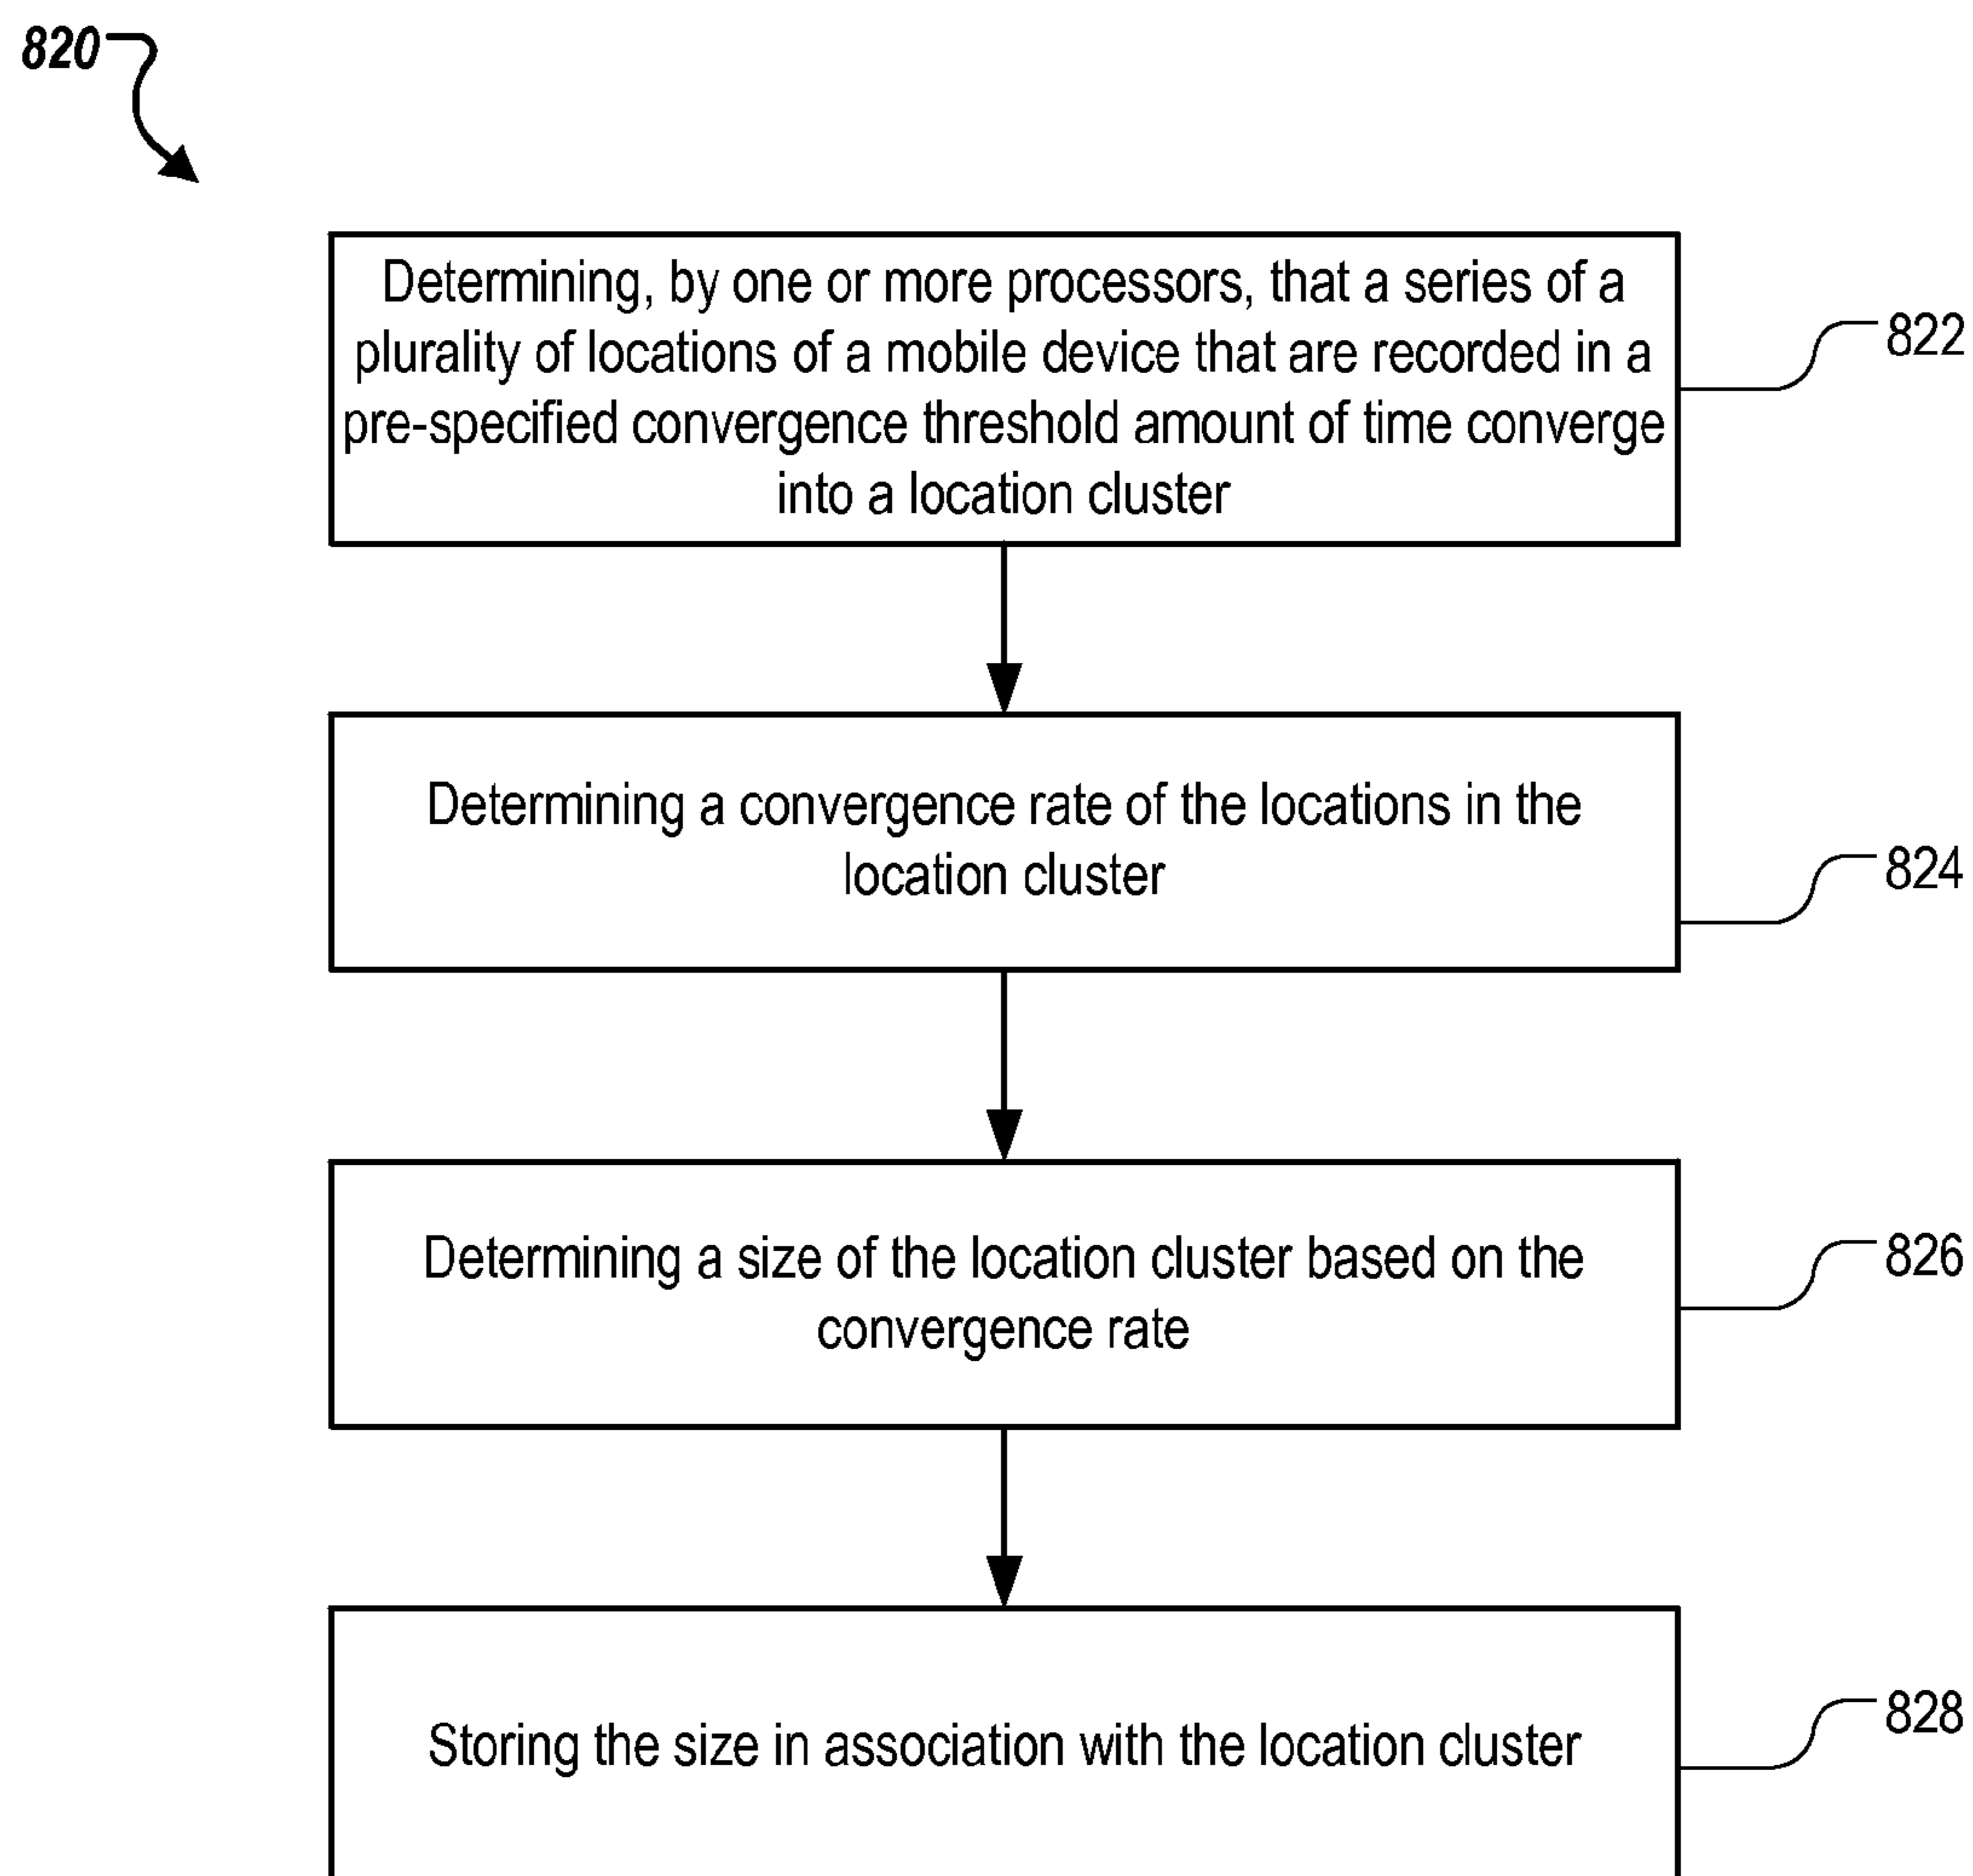 820
Determining, by one or more processors, that a series of a
plurality of locations of a mobile device that are recorded in a
pre-specified convergence threshold amount of time converge
into a location cluster
822
Determining a convergence rate of the locations in the
location cluster
824
Determining a size of the location cluster based on the
convergence rate
826
Storing the size in association with the location cluster
828